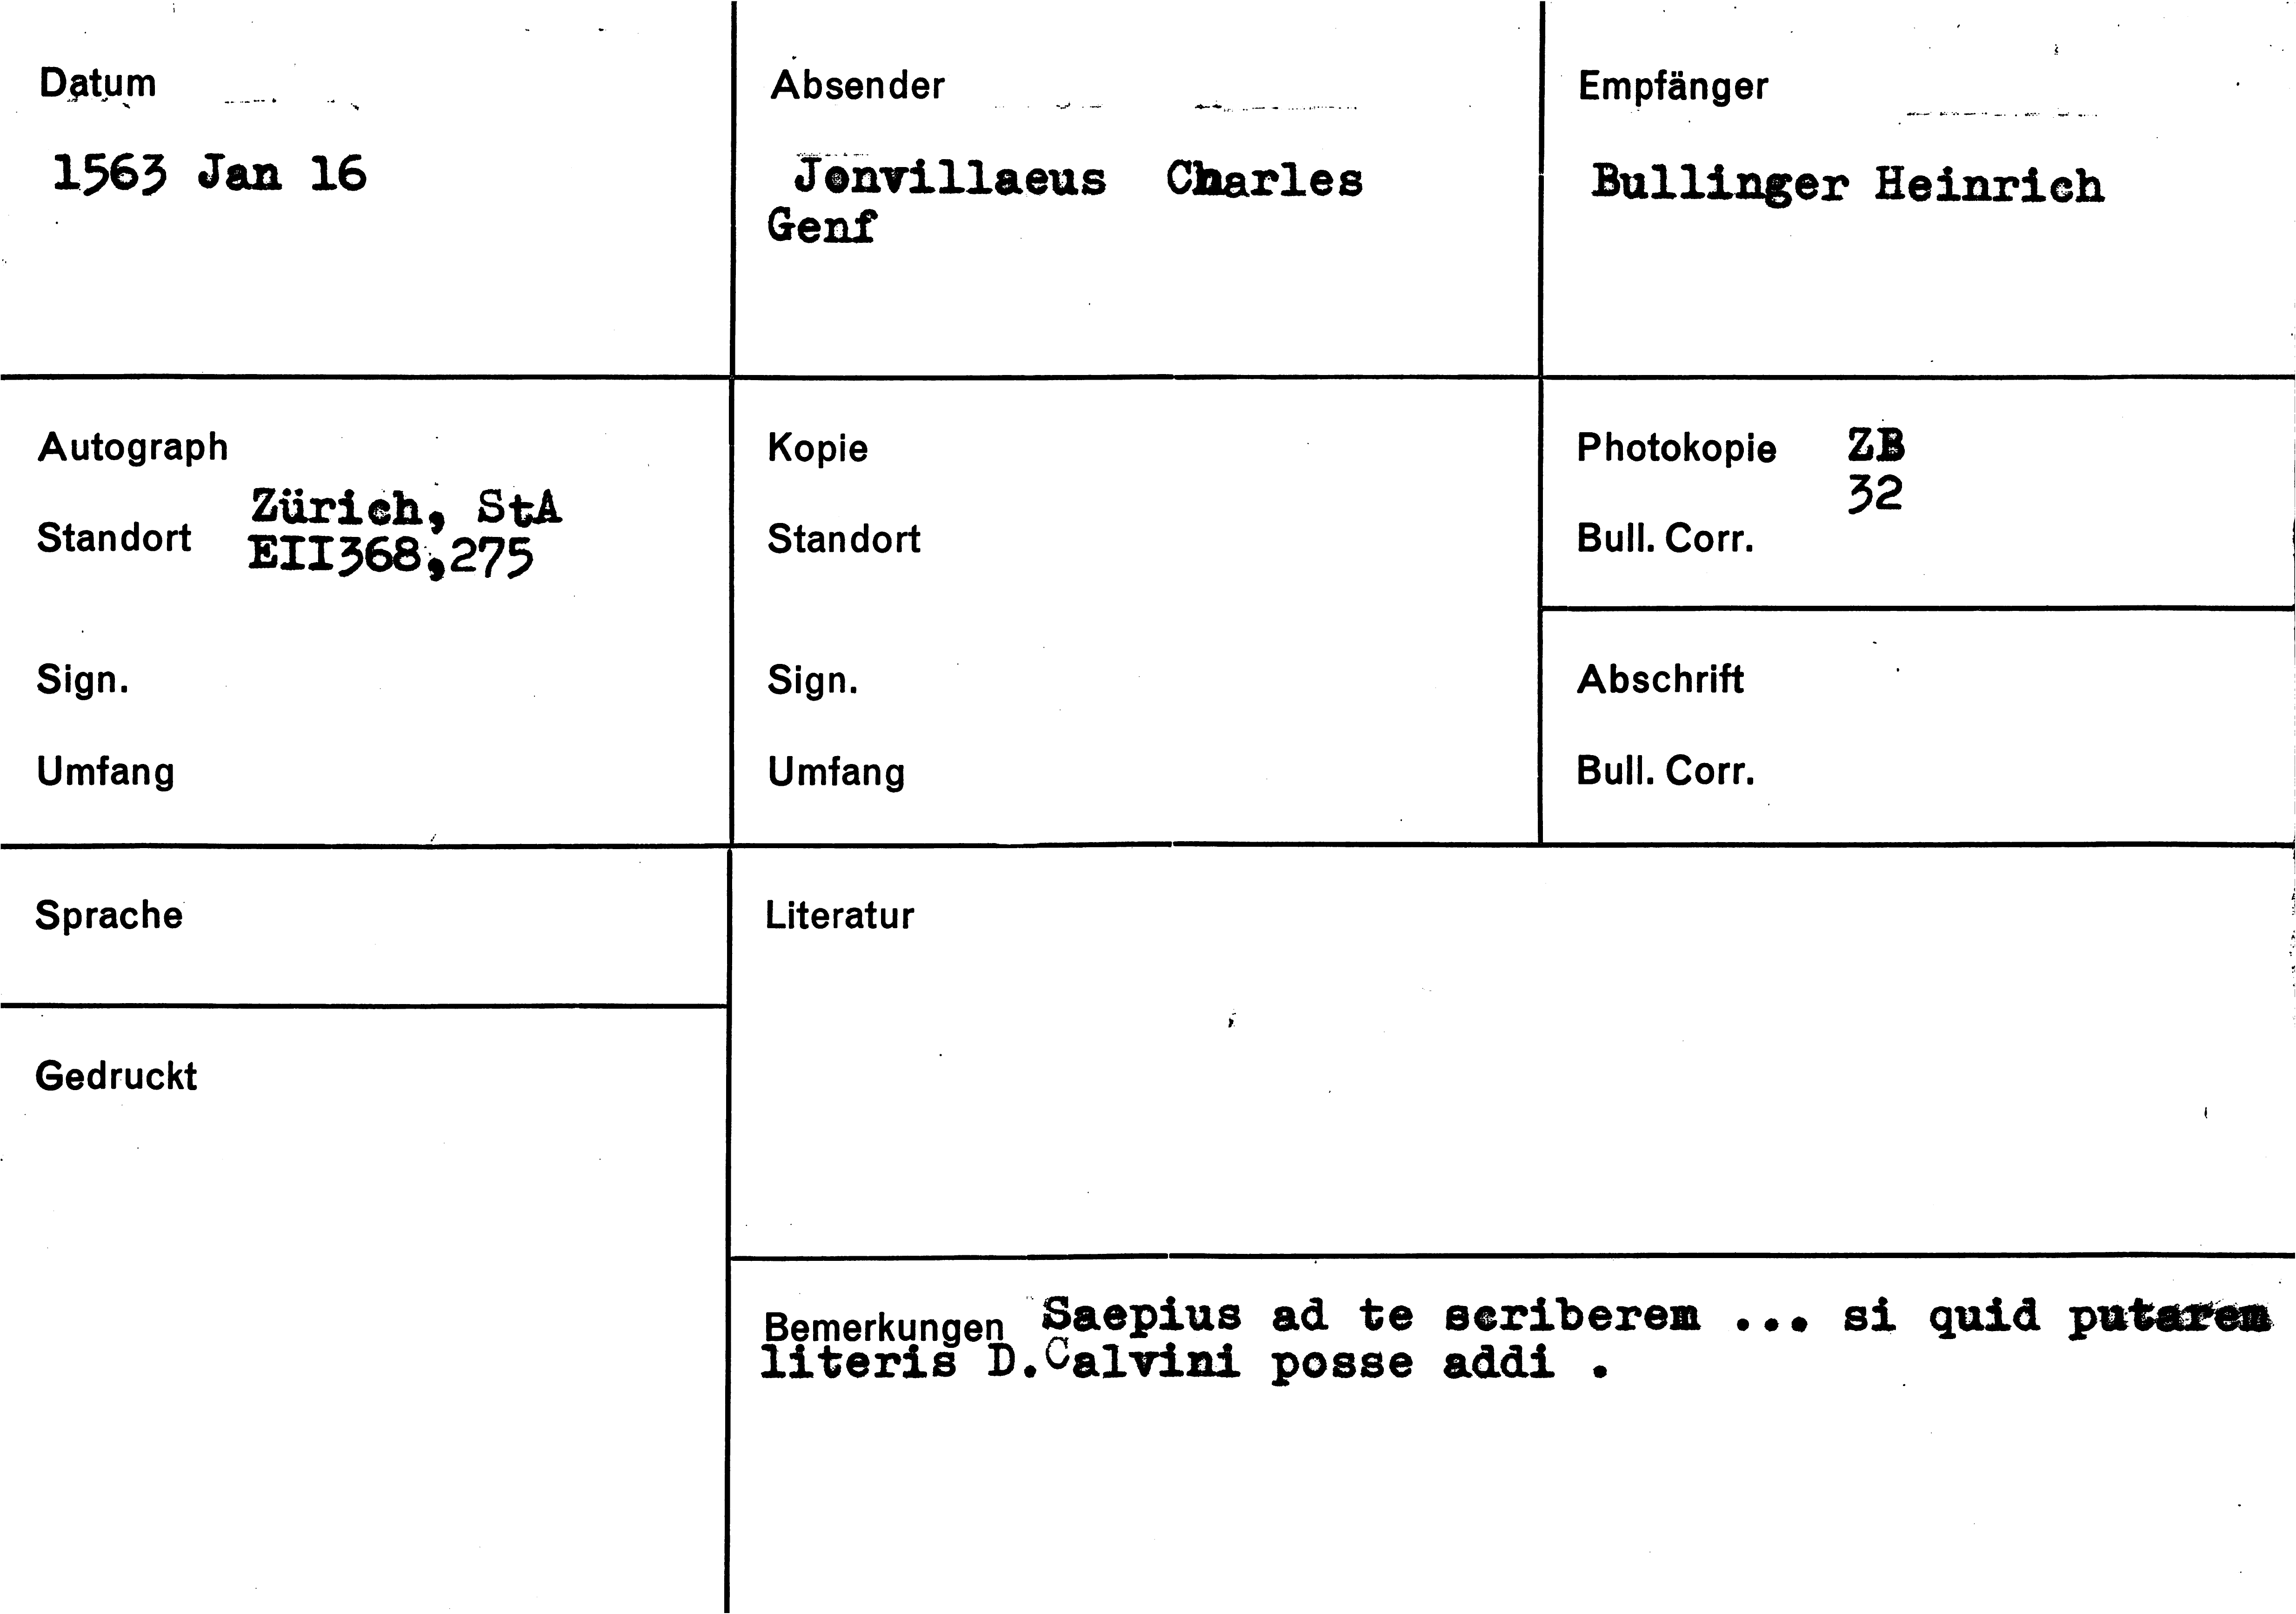 Datum
1563 Jan 16
Absender
Jonvillaeus Charles
Genf
Empfänger
Bullinger Heinrich
Autograph
Standort Zürich, StA
EII368,275
Sign.
Umfang
Kopie
Standort
Sign.
Umfang
Photokopie ZB
32
Bull. Corr.
Abschrift
Bull. Corr.
Sprache
Literatur
Gedruckt
Bemerkungen Saepius ad te scriberem ... si quid putarem
literis D.Calvini posse addi .